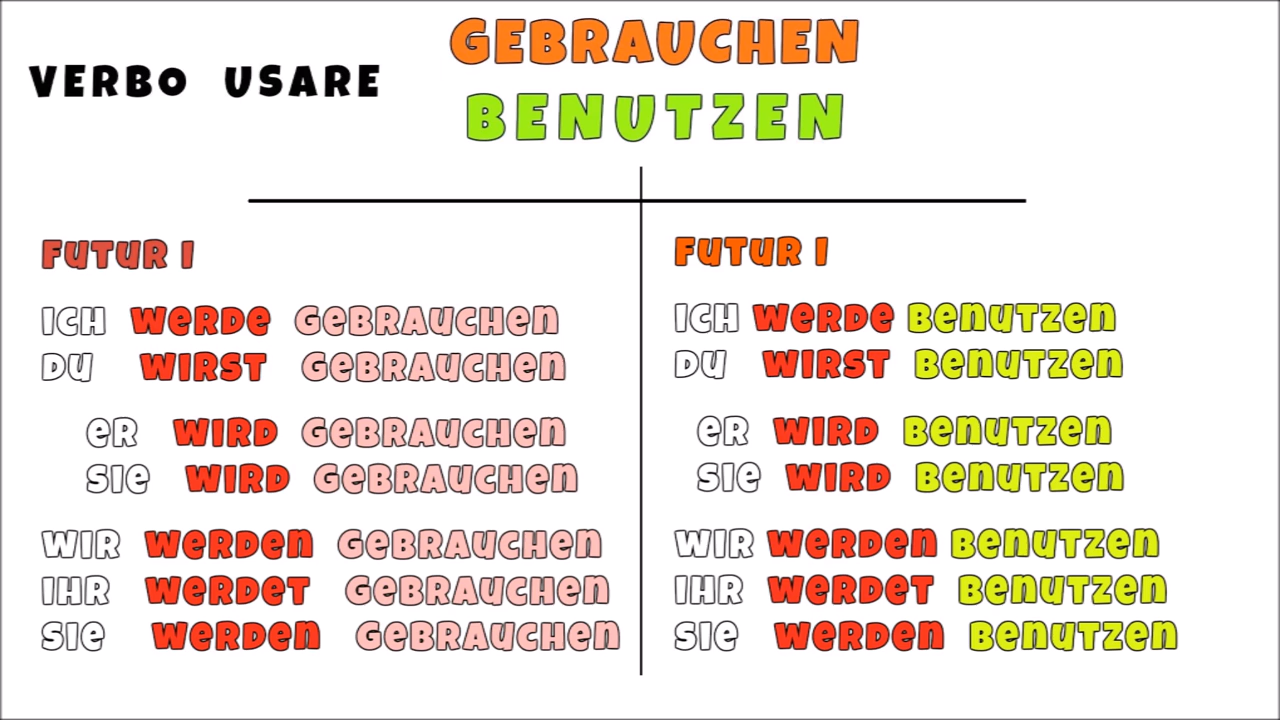 VERBO USARE
GEBRAUCHEN
BENUTZEN
FUTUR I
ICH WERDE GEBRAUCHEN
DU WIRST GEBRAUCHEN
ER WIRD GEBRAUCHEN
SIE WIRD GEBRAUCHEN
WIR WERDEN GEBRAUCHEN
IHR WERDET GEBRAUCHEN
SIE WERDEN GEBRAUCHEN
FUTUR I
ICH WERDE BENUTZEN
DU WIRST BENUTZEN
ER WIRD BENUTZEN
SIE WIRD BENUTZEN
WIR WERDEN BENUTZEN
IHR WERDET BENUTZEN
SIE WERDEN BENUTZEN